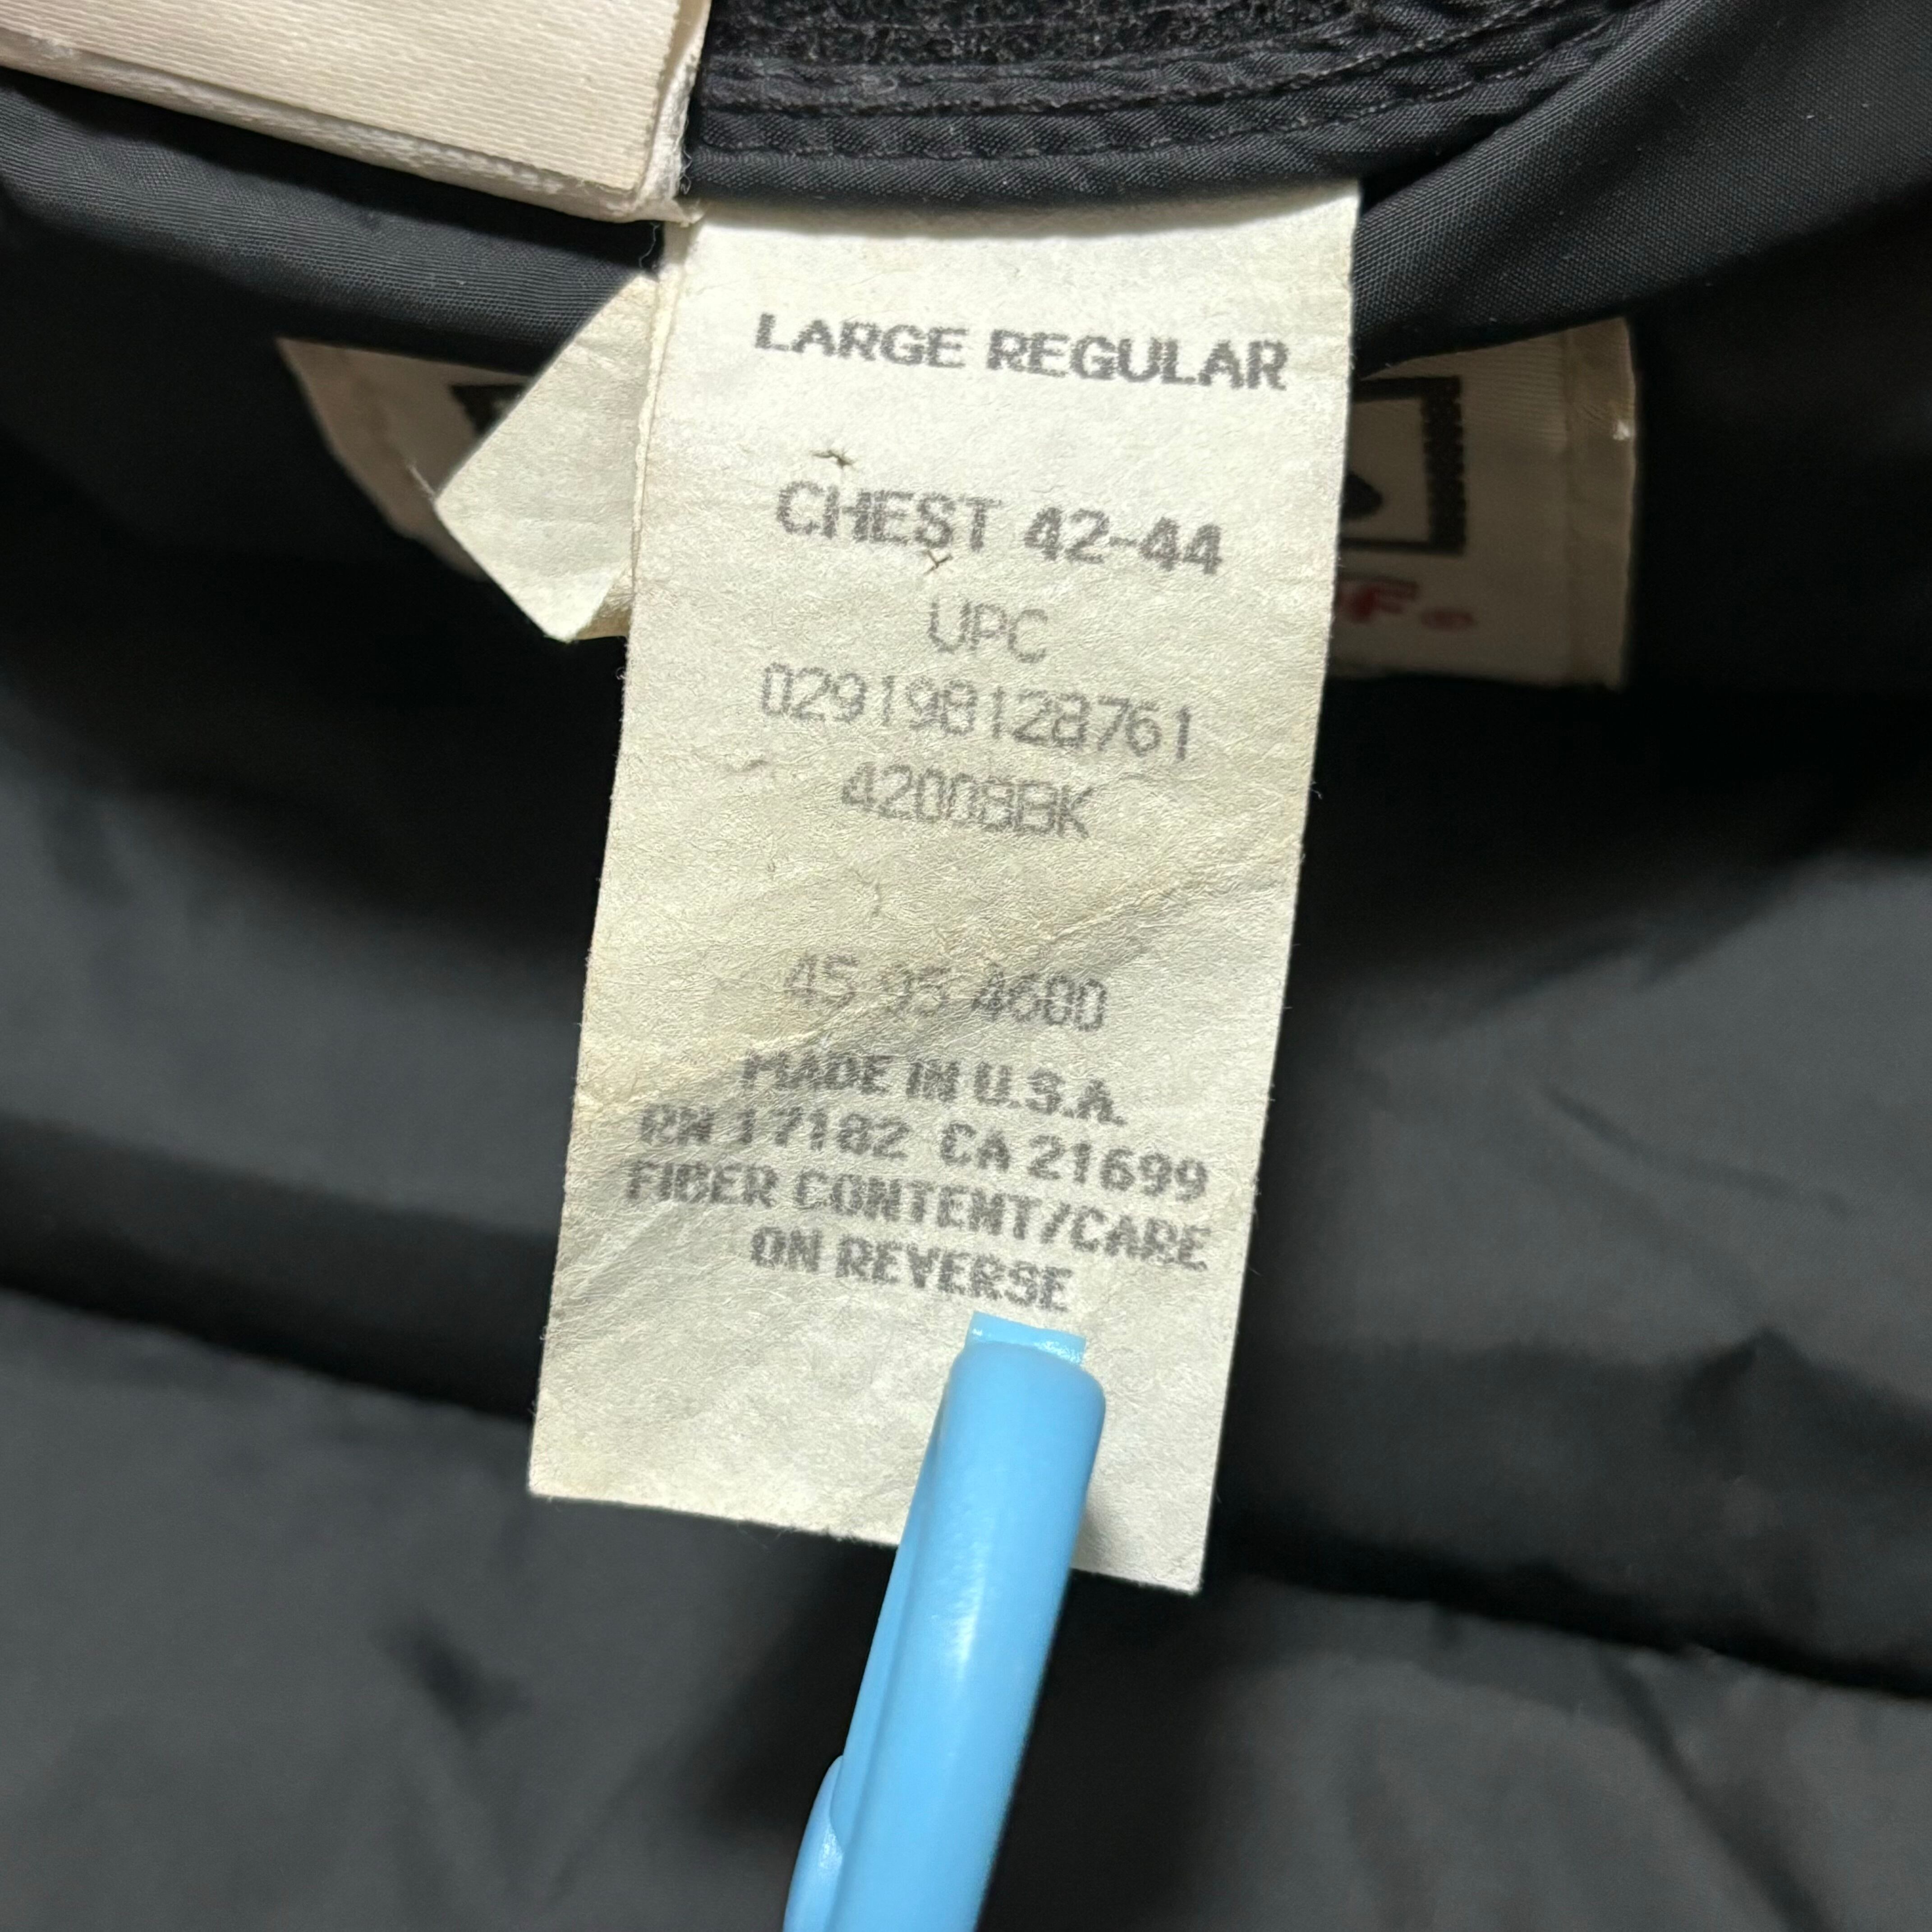 LARGE REGULAR
CHEST 42-44
UPC
029198128761
42008BK
45 95 4600
MADE IN U.S.A.
RN 17182 CA 21699
FIBER CONTENT/CARE
ON REVERSE